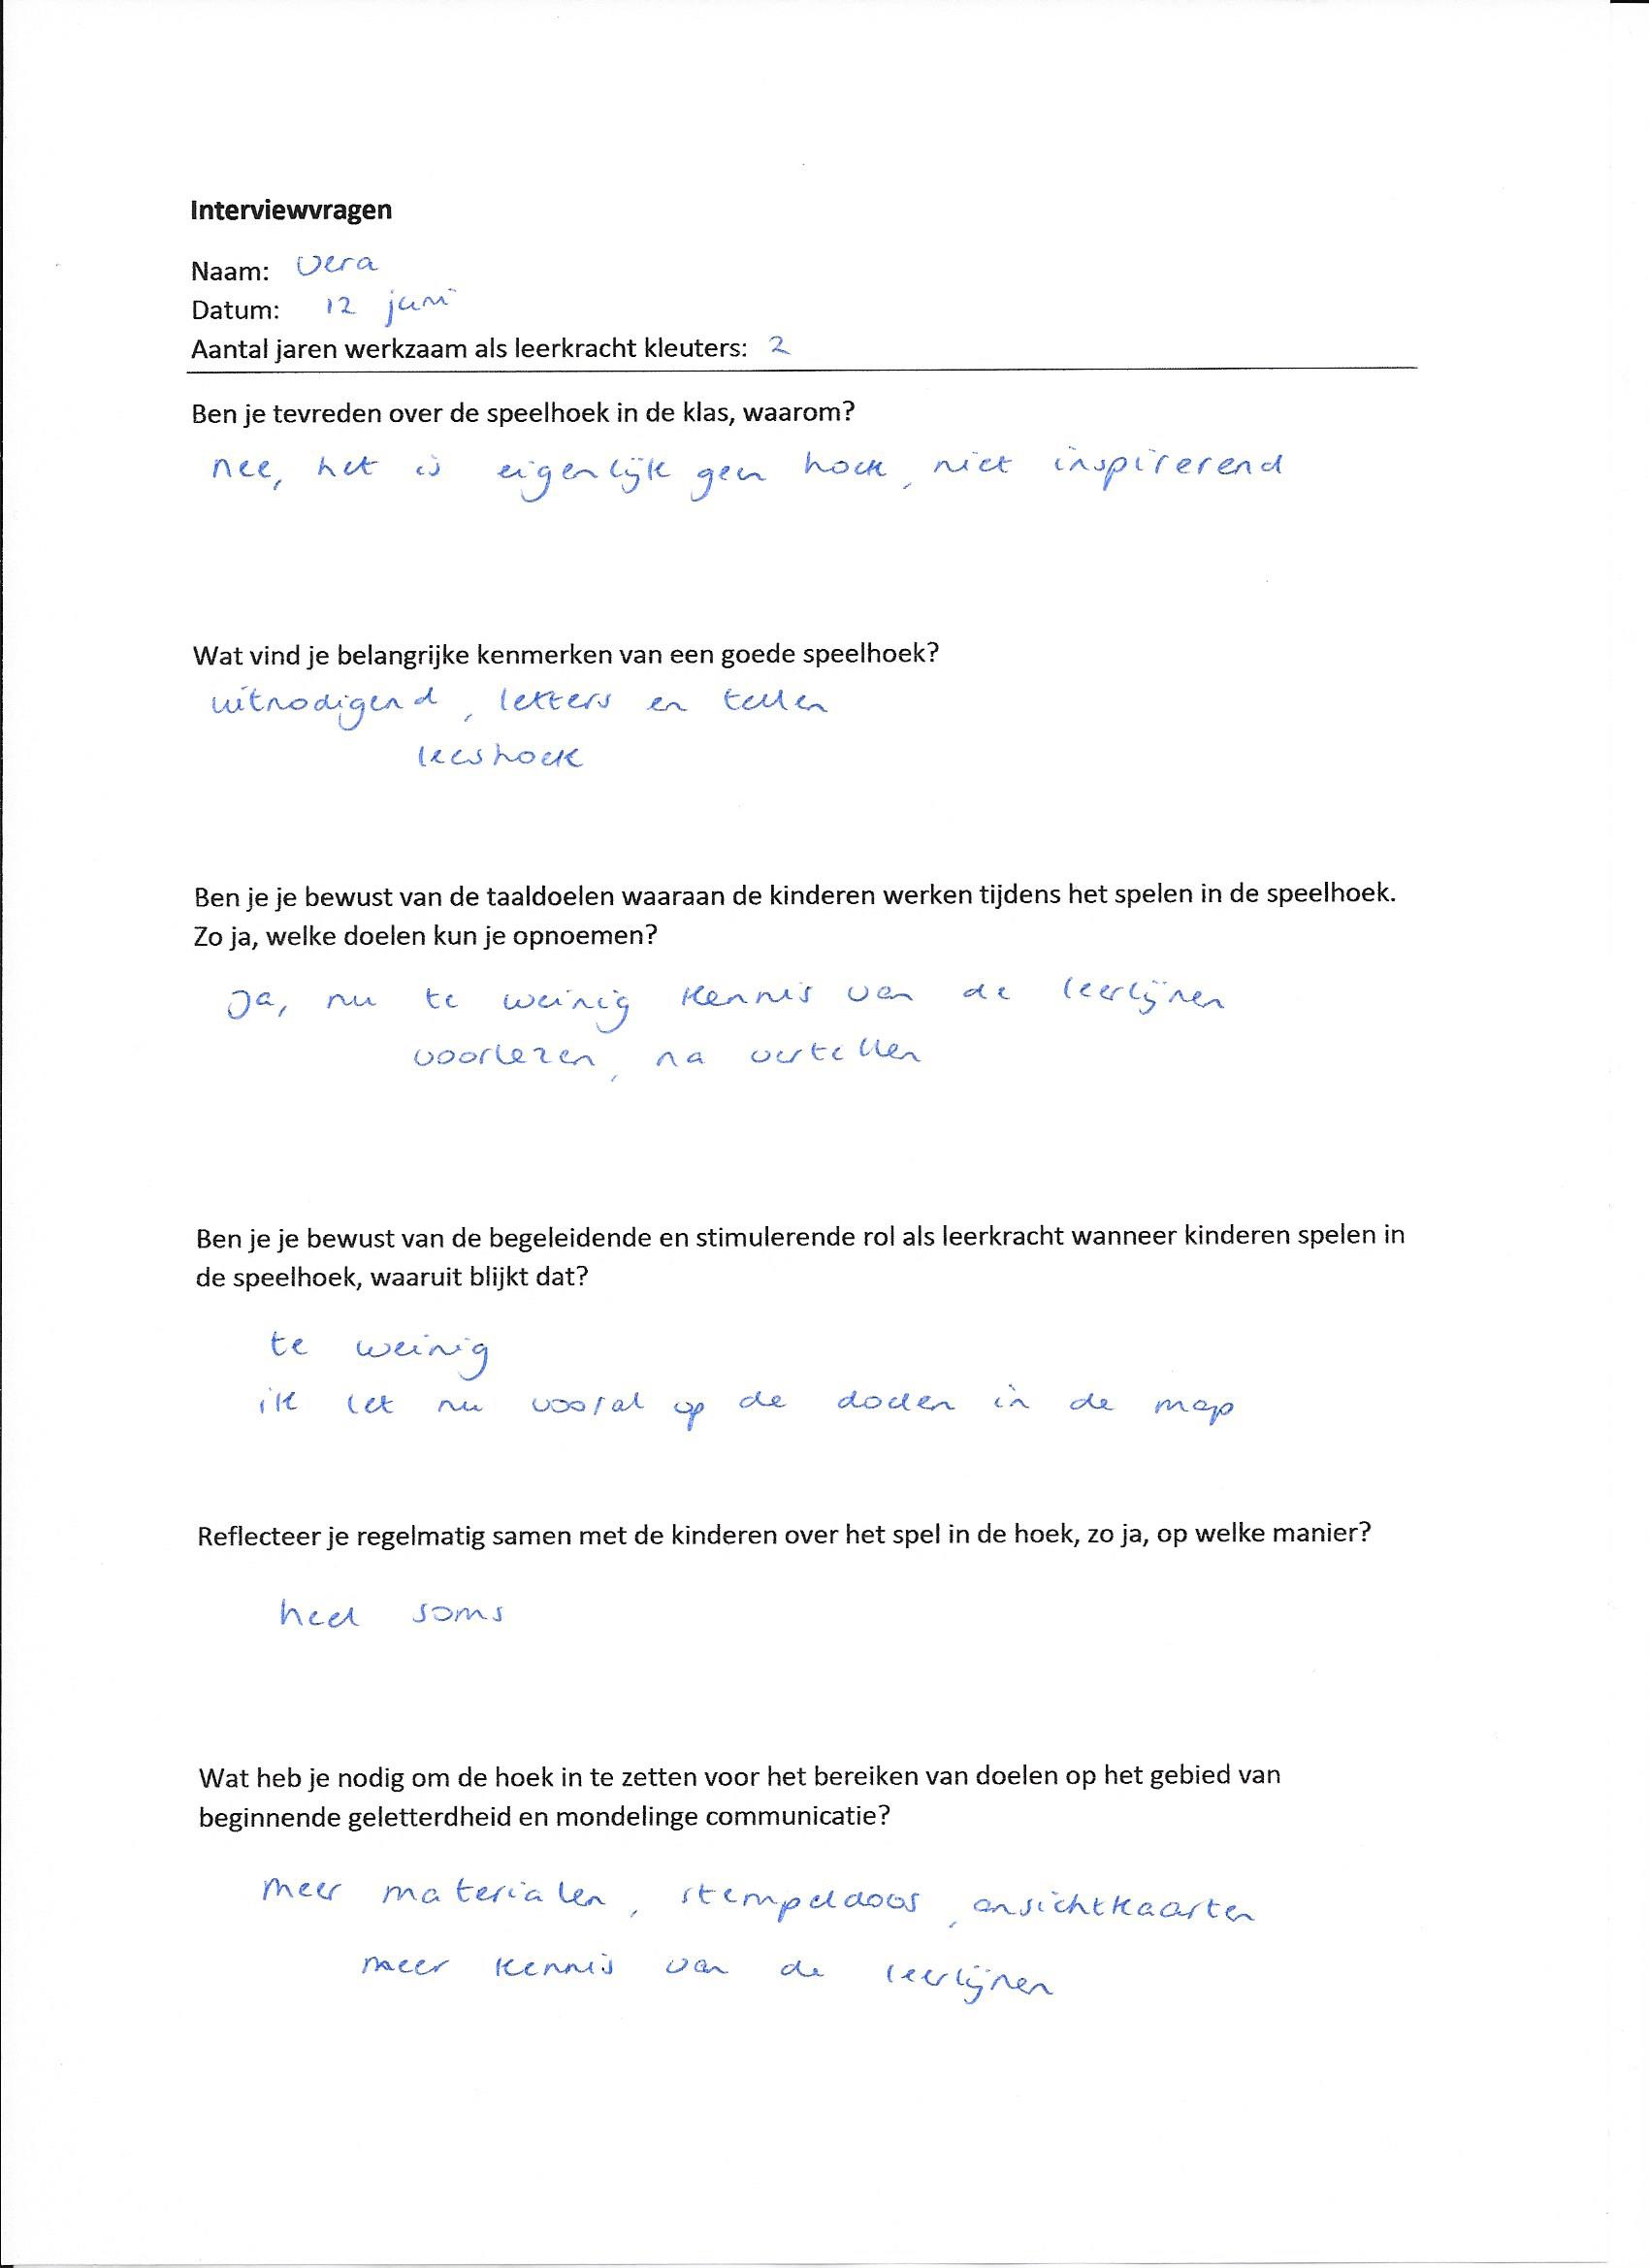 Interviewvragen
Naam: Vera
Datum: 12 juni
Aantal jaren werkzaam als leerkracht kleuters: 2
Ben je tevreden over de speelhoek in de klas, waarom?
nee, het is eigenlijk geen hoek, niet inspirerend
Wat vind je belangrijke kenmerken van een goede speelhoek?
uitnodigend, letters en tellen
leeshoek
Ben je je bewust van de taaldoelen waaraan de kinderen werken tijdens het spelen in de speelhoek.
Zo ja, welke doelen kun je opnoemen?
Ja, nu te weinig kennis van de leerlijnen
voorlezen, na vertellen
Ben je je bewust van de begeleidende en stimulerende rol als leerkracht wanneer kinderen spelen in
de speelhoek, waaruit blijkt dat?
te weinig
ik let nu vooral op de doelen in de map
Reflecteer je regelmatig samen met de kinderen over het spel in de hoek, zo ja, op welke manier?
heel soms
Wat heb je nodig om de hoek in te zetten voor het bereiken van doelen op het gebied van
beginnende geletterdheid en mondelinge communicatie?
meer materialen, stempeldoos, ansichtkaarten
meer kennis van de leerlijnen